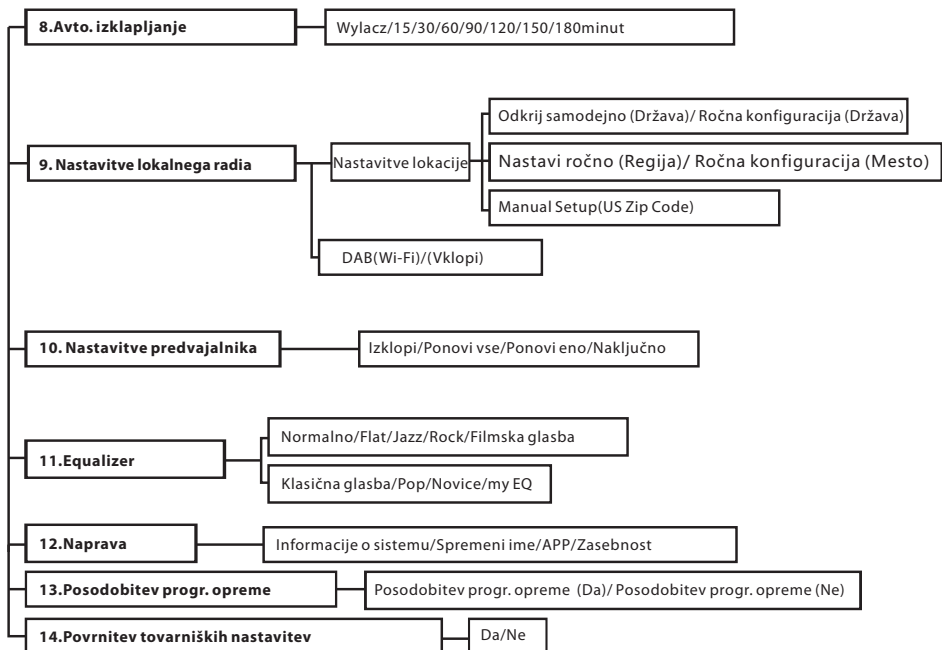 8.Avto. izklapljanje
Wylacz/15/30/60/90/120/150/180minut
Odkrij samodejno (Država)/ Ročna konfiguracija (Država)
9. Nastavitve lokalnega radia
Nastavitve lokacije
Nastavi ročno (Regija)/ Ročna konfiguracija (Mesto)
Manual Setup(US Zip Code)
DAB(Wi-Fi)/(Vklopi)
10. Nastavitve predvajalnika
Izklopi/Ponovi vse/Ponovi eno/Naključno
Normalno/Flat/Jazz/Rock/Filmska glasba
11.Equalizer
Klasična glasba/Pop/Novice/my EQ
12.Naprava
Informacije o sistemu/Spremeni ime/APP/Zasebnost
13.Posodobitev progr. opreme
Posodobitev progr. opreme (Da)/ Posodobitev progr. opreme (Ne)
14.Povrnitev tovarniških nastavitev
Da/Ne